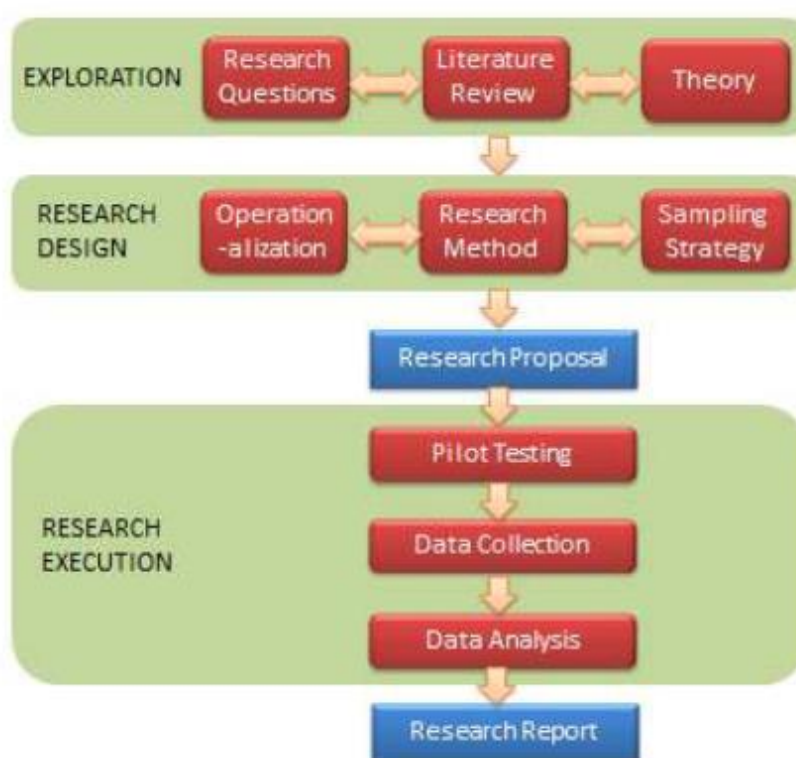 EXPLORATION
Research
Questions
Literature
Review
Theory
RESEARCH
DESIGN
Operation
-alization
Research
Method
Sampling
Strategy
Research Proposal
RESEARCH
EXECUTION
Pilot Testing
Data Collection
Data Analysis
Research Report